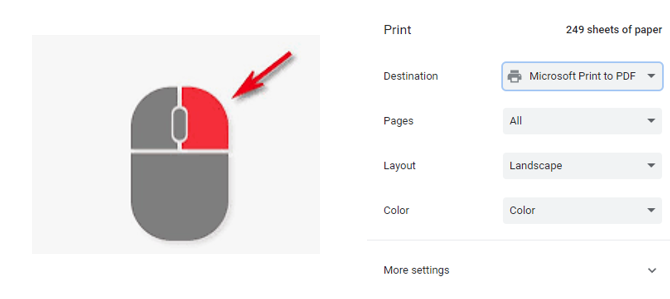 Print 249 sheets of paper
Destination Microsoft Print to PDF
Pages All
Layout Landscape
Color Color
More settings